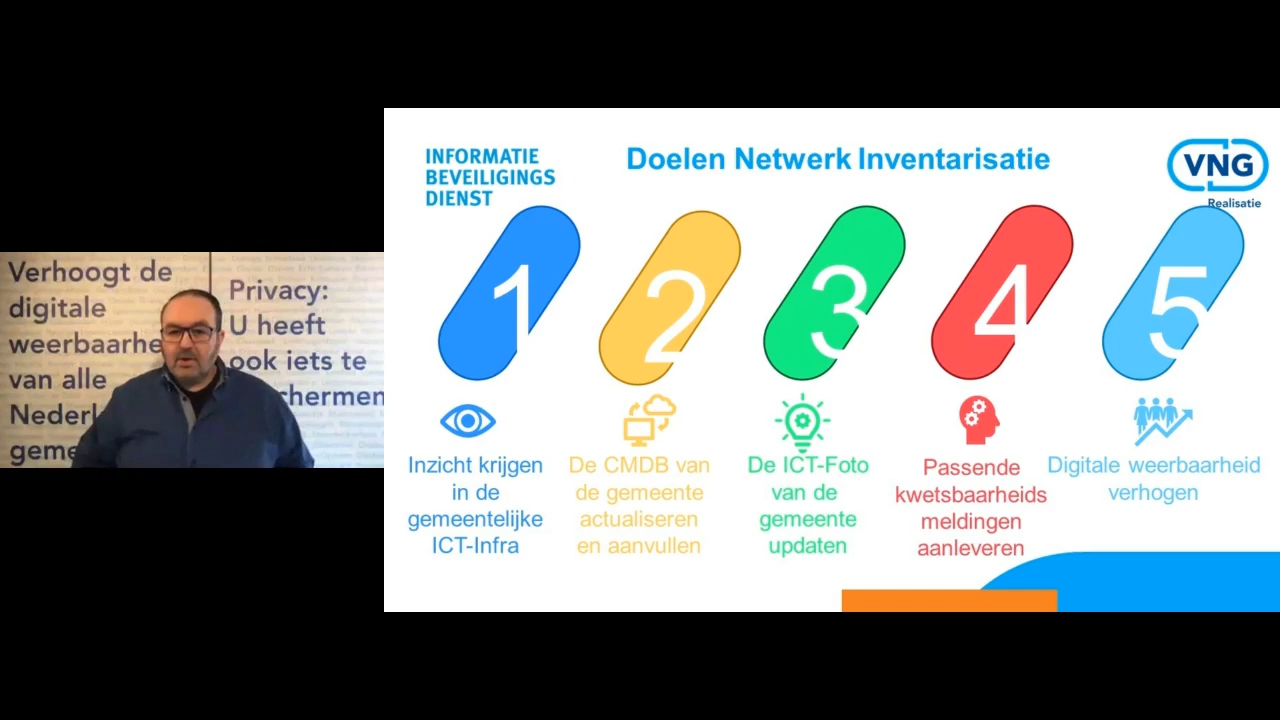 Verhoogt de
digitale
weerbaarhe
van alle
Nederl
geme
Privacy:
U heeft
ook iets te
chermen
INFORMATIE
BEVEILIGINGS
DIENST
Doelen Netwerk Inventarisatie
VNG
Realisatie
1
2
3
4
5
Inzicht krijgen
in de
gemeentelijke
ICT-Infra
De CMDB van
de gemeente
actualiseren
en aanvullen
De ICT-Foto
van de
gemeente
updaten
Passende
kwetsbaarheids
meldingen
aanleveren
Digitale weerbaarheid
verhogen